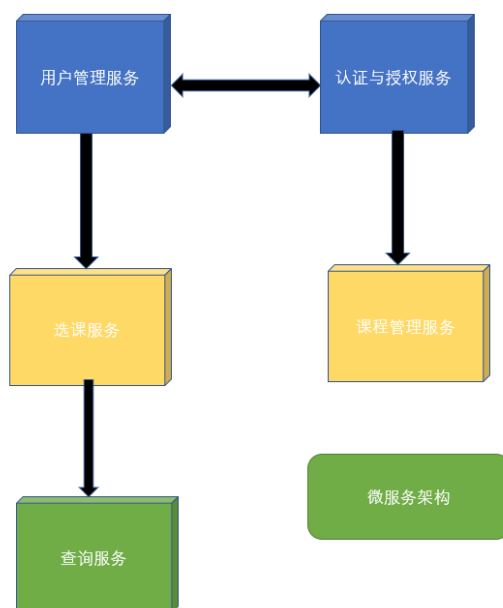 用户管理服务
认证与授权服务
选课服务
课程管理服务
微服务架构
查询服务